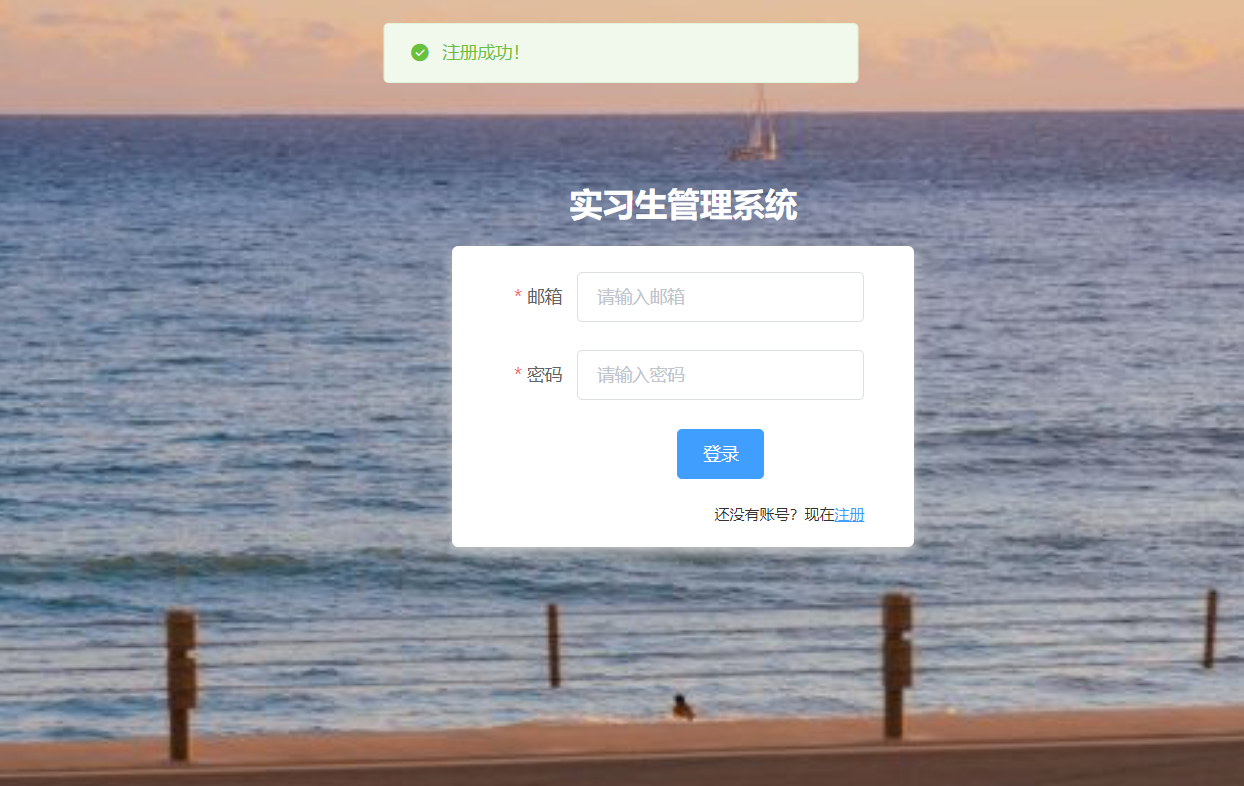 注册成功！
实习生管理系统
* 邮箱 请输入邮箱
* 密码 请输入密码
登录
还没有账号？现在注册